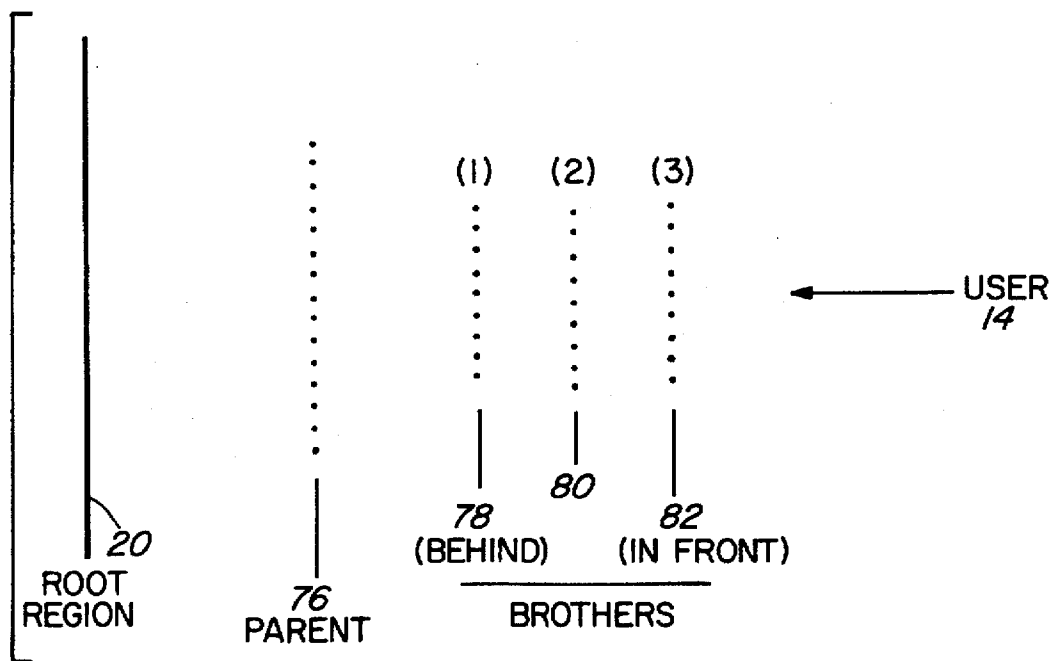 (1) (2) (3)
USER
14
20
ROOT
REGION
76
PARENT
78
(BEHIND)
80
82
(IN FRONT)
BROTHERS